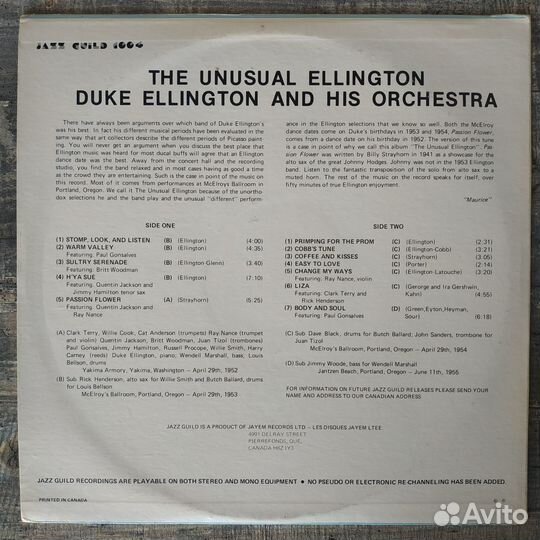 JAZZ GUILD 1004
THE UNUSUAL ELLINGTON
DUKE ELLINGTON AND HIS ORCHESTRA
There have always been arguments over which band of Duke Ellington's
was his best. In fact his different musical periods have been evaluated in the
same way that art collectors describe the different periods of Picasso paint-
ing. You will never get an argument when you discuss the best place that
Ellington music was heard for most aloud buffs will agree that an Ellington
dance date was the best. Away from the concert hall and the recording
studio, you find the band relaxed and in most cases having as good a time
as the crowd they are entertaining. Such is the case in point of the music on
this record. Most of it comes from performances at McElroys Ballroom in
Portland, Oregon. We call it The Unusual Ellington because of the unortho-
dox selections he and the band play and the unusual "different" perform-
ance in the Ellington selections that we know so well. Both the McElroy
dance dates come on Duke's birthdays in 1953 and 1954, Passion Flower,
comes from a dance date on his birthday in 1952. The version of this tune
is a case in point of why we call this album "The Unusual Ellington". Pas-
sion Flower was written by Billy Strayhorn in 1941 as a showcase for the
alto sax of the great Johnny Hodges. Johnny was not in the 1953 Ellington
band. Listen to the fantastic transposition of the solo from alto sax to a
muted horn. The rest of the music on the record speaks for itself, over
fifty minutes of true Ellington enjoyment.
"Maurice"
SIDE ONE
(1) STOMP, LOOK, AND LISTEN (B) (Ellington) (4:00)
(2) WARM VALLEY (B) (Ellington) (4:35)
Featuring: Paul Gonsalves
(3) SULTRY SERENADE (B) (Ellington Glenn) (3:40)
Featuring: Britt Woodman
(4) H'YA SUE (B) (Ellington) (7:10)
Featuring: Quentin Jackson and
Jimmy Hamilton tenor sax
(5) PASSION FLOWER (A) (Strayhorn) (5:25)
Featuring: Quentin Jackson and
Ray Nance
(A) Clark Terry, Willie Cook, Cat Anderson (trumpets) Ray Nance (trumpet
and violin) Quentin Jackson, Britt Woodman, Juan Tizol (trombones)
Paul Gonsalves, Jimmy Hamilton, Russell Procope, Willie Smith, Harry
Carney (reeds) Duke Ellington, piano, Wendell Marshall, bass, Louis
Bellson, drums
Yakima Armory, Yakima, Washington – April 29th, 1952
(B) Sub Rick Henderson, alto sax for Willie Smith and Butch Ballard, drums
for Louis Bellson
McElroy's Ballroom, Portland, Oregon – April 29th, 1953
SIDE TWO
(1) PRIMPING FOR THE PROM (C) (Ellington) (2:31)
(2) COBB'S TUNE (C) (Ellington-Cobb) (3:21)
(3) COFFEE AND KISSES (C) (Strayhorn) (3:05)
(4) EASY TO LOVE (C) (Porter) (2:14)
(5) CHANGE MY WAYS (C) (Ellington-Latouche) (3:20)
Featuring: Ray Nance, violin
(6) LIZA (C) (George and Ira Gershwin,
Featuring: Clark Terry and Kahn) (4:55)
Rick Henderson
(7) BODY AND SOUL (D) (Green,Eyton,Heyman,
Featuring: Paul Gonsalves Sour) (6:18)
(C) Sub Dave Black, drums for Butch Ballard; John Sanders, trombone for
Juan Tizol
McElroy's Ballroom, Portland, Oregon – April 29th, 1954
(D) Sub Jimmy Woode, bass for Wendell Marshall
Jantzen Beach, Portland, Oregon – June 11th, 1955
FOR INFORMATION ON FUTURE JAZZ GUILD RELEASES PLEASE SEND YOUR
NAME AND ADDRESS TO OUR CANADIAN ADDRESS
JAZZ GUILD IS A PRODUCT OF JAYEM RECORDS LTD – LES DISQUES JAYEM LTEE
4991 DELRAY STREET
PIERREFONDS, QUE,
CANADA H8Z 1Y3
JAZZ GUILD RECORDINGS ARE PLAYABLE ON BOTH STEREO AND MONO EQUIPMENT • NO PSEUDO OR ELECTRONIC RE-CHANNELING HAS BEEN ADDED.
PRINTED IN CANADA
Avito